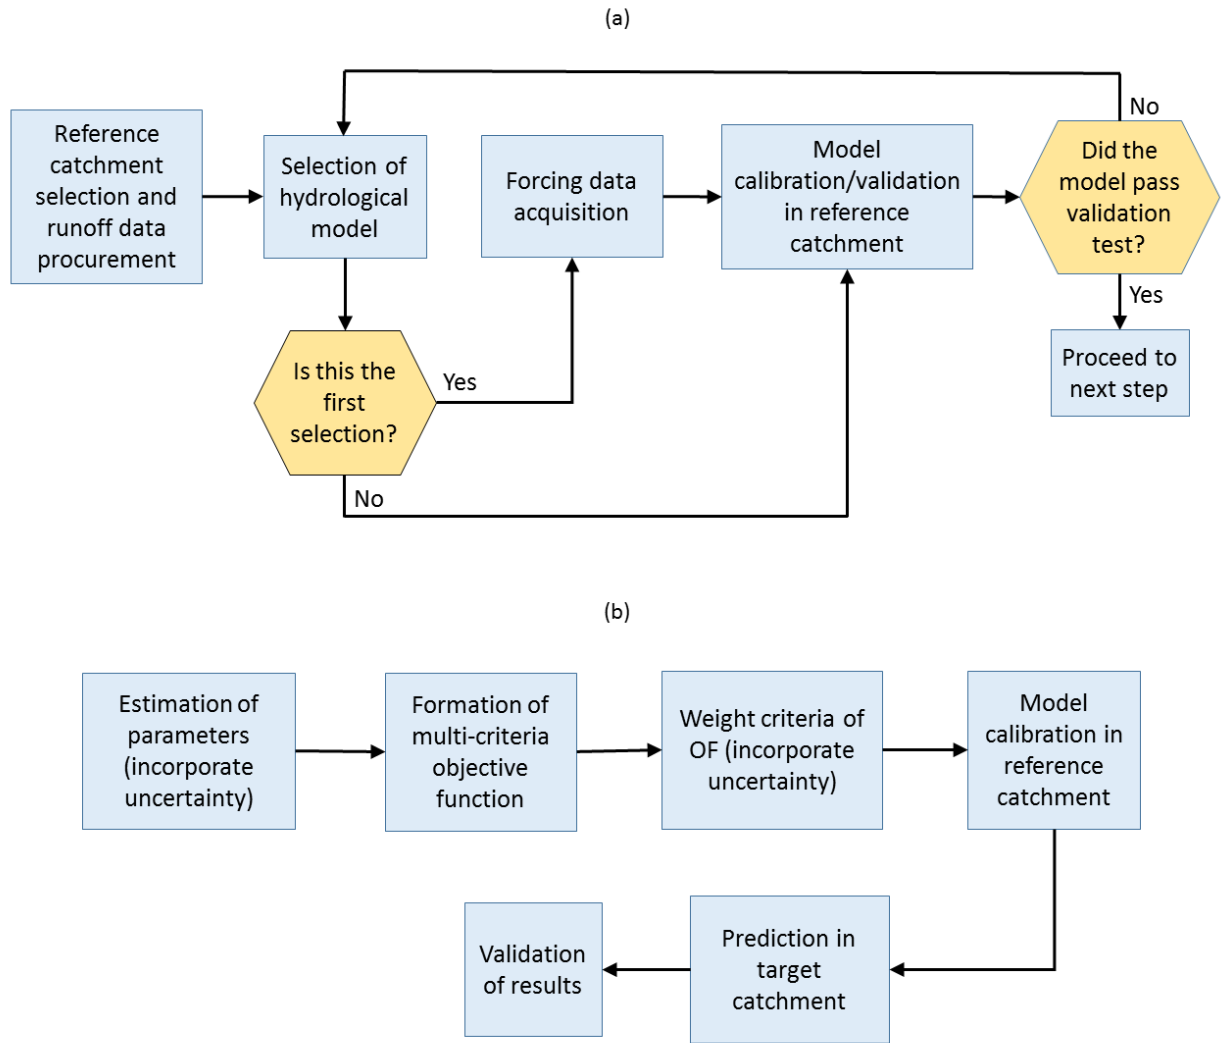 (a)
Reference
catchment
selection and
runoff data
procurement
Selection of
hydrological
model
Forcing data
acquisition
Model
calibration/validation
in reference
catchment
No
Did the
model pass
validation
test?
Yes
Proceed to
next step
Is this the
first
selection?
Yes
No
(b)
Estimation of
parameters
(incorporate
uncertainty)
Formation of
multi-criteria
objective
function
Weight criteria of
OF (incorporate
uncertainty)
Model
calibration in
reference
catchment
Prediction in
target
catchment
Validation
of results